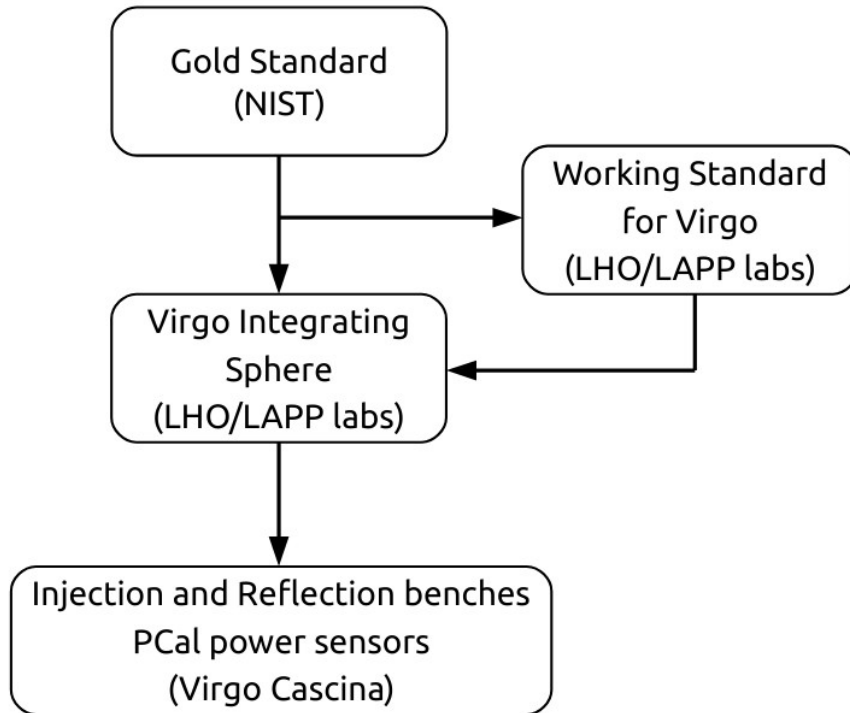 Gold Standard
(NIST)
Working Standard
for Virgo
(LHO/LAPP labs)
Virgo Integrating
Sphere
(LHO/LAPP labs)
Injection and Reflection benches
PCal power sensors
(Virgo Cascina)